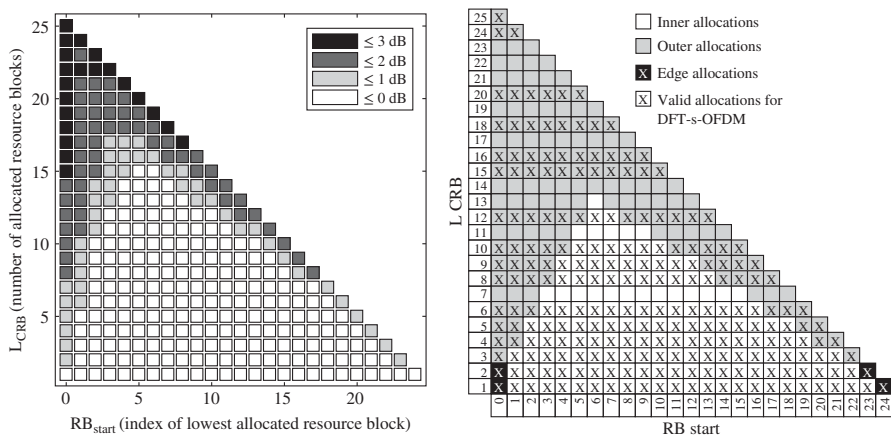 25
20
15
10
5
0
5
10
15
20
L_CRB (number of allocated resource blocks)
RB_start (index of lowest allocated resource block)
≤ 3 dB
≤ 2 dB
≤ 1 dB
≤ 0 dB
Inner allocations
Outer allocations
X Edge allocations
X Valid allocations for
DFT-s-OFDM
L CRB
25 X
24 X X
23
22
21
20 X X X X X X
19
18 X X X X X X X X
17
16 X X X X X X X X X X
15 X X X X X X X X X X X
14
13
12 X X X X X X X X X X X X X X
11
10 X X X X X X X X X X X X X X X X
9 X X X X X X X X X X X X X X X X X
8 X X X X X X X X X X X X X X X X X X
7
6 X X X X X X X X X X X X X X X X X X X X
5 X X X X X X X X X X X X X X X X X X X X X
4 X X X X X X X X X X X X X X X X X X X X X X
3 X X X X X X X X X X X X X X X X X X X X X X X
2 X X X X X X X X X X X X X X X X X X X X X X X X
1 X X X X X X X X X X X X X X X X X X X X X X X X X
0 1 2 3 4 5 6 7 8 9 10 11 12 13 14 15 16 17 18 19 20 21 22 23 24
RB start